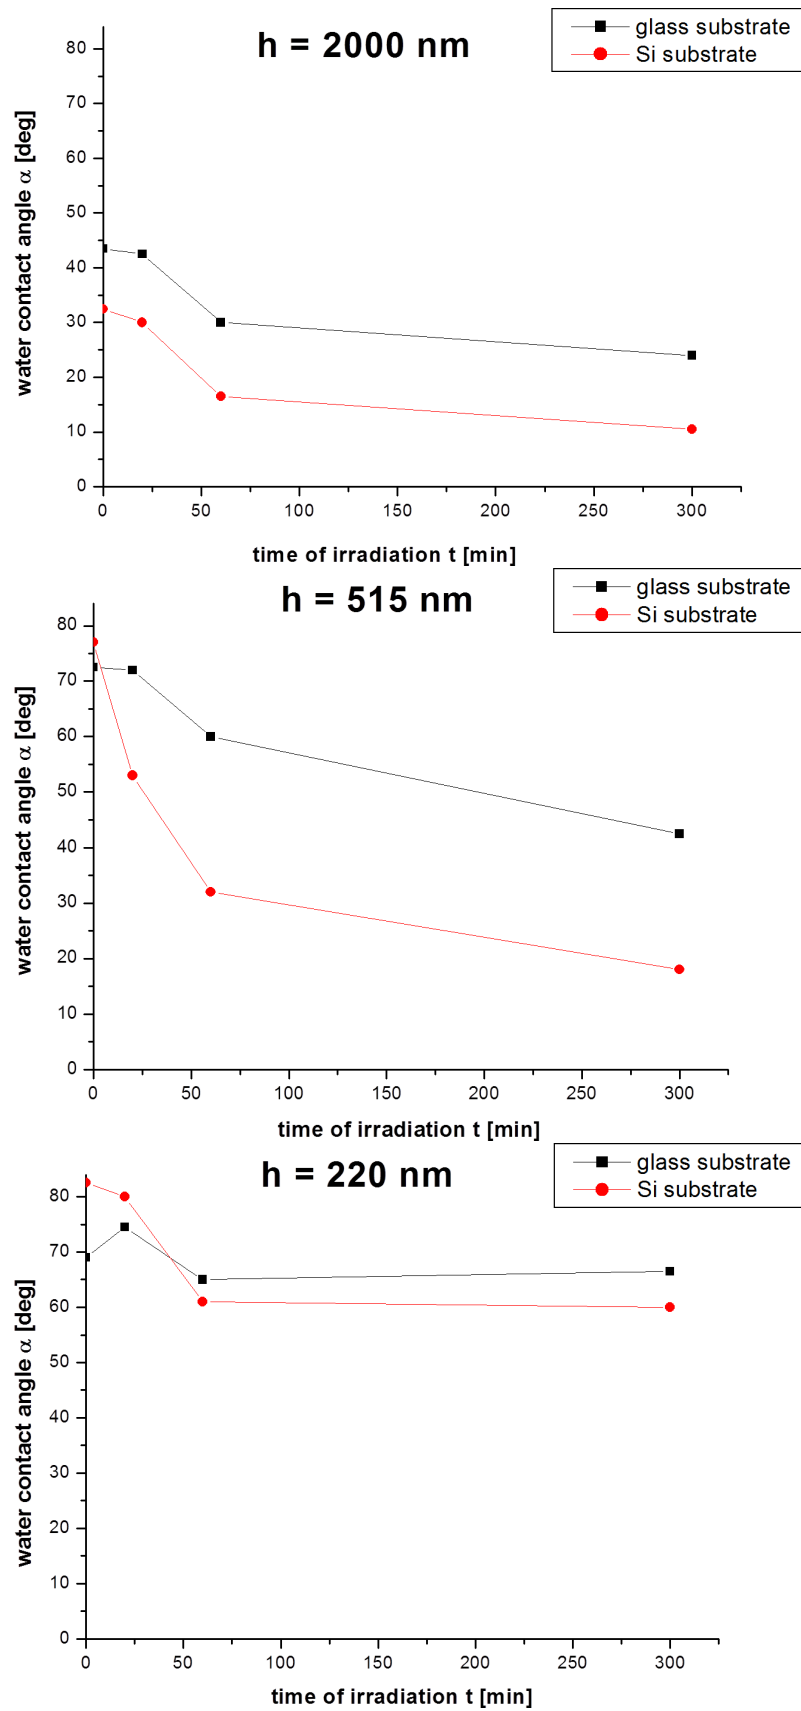 h = 2000 nm
glass substrate
Si substrate
water contact angle α [deg]
80
70
60
50
40
30
20
10
0
0 50 100 150 200 250 300
time of irradiation t [min]
h = 515 nm
glass substrate
Si substrate
water contact angle α [deg]
80
70
60
50
40
30
20
10
0
0 50 100 150 200 250 300
time of irradiation t [min]
h = 220 nm
glass substrate
Si substrate
water contact angle α [deg]
80
70
60
50
40
30
20
10
0
0 50 100 150 200 250 300
time of irradiation t [min]